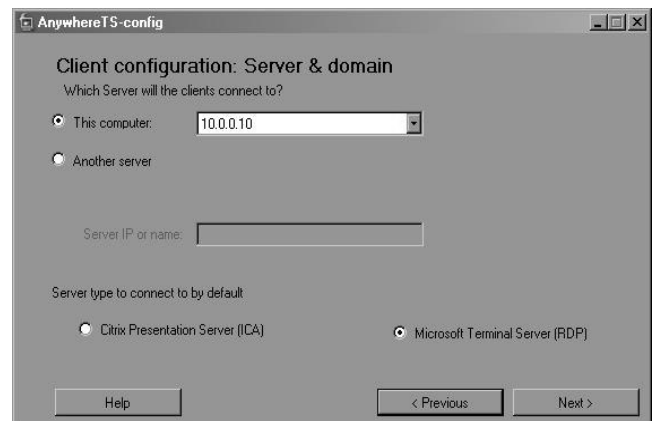 AnywhereTS-config
Client configuration: Server & domain
Which Server will the clients connect to?
This computer: 10.0.0.10
Another server
Server IP or name:
Server type to connect to by default
Citrix Presentation Server (ICA) Microsoft Terminal Server (RDP)
Help < Previous Next >